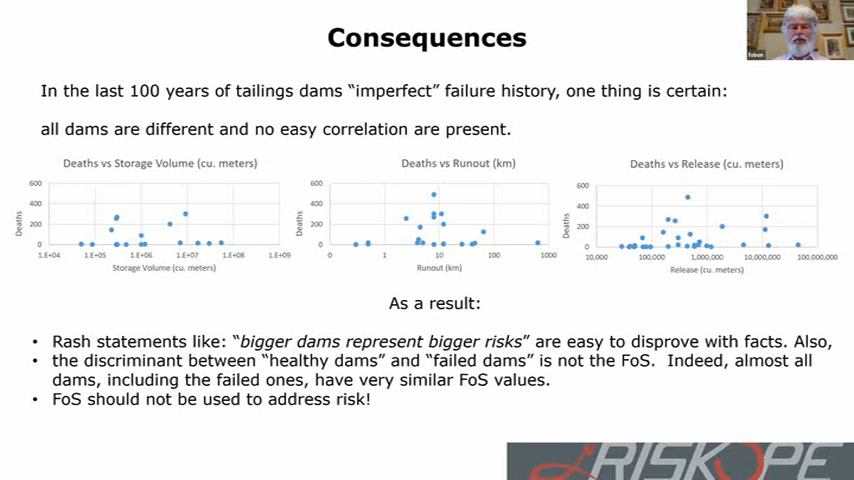 Consequences
Fobon
In the last 100 years of tailings dams “imperfect” failure history, one thing is certain:
all dams are different and no easy correlation are present.
Deaths vs Storage Volume (cu. meters)
Deaths
600
400
200
0
1.E+04 1.E+05 1.E+06 1.E+07 1.E+08 1.E+09
Storage Volume (cu. meters)
Deaths vs Runout (km)
Deaths
600
400
200
0
0 1 10 100 1000
Runout (km)
Deaths vs Release (cu. meters)
Deaths
600
400
200
0
10,000 100,000 1,000,000 10,000,000 100,000,000
Release (cu. meters)
As a result:
• Rash statements like: “bigger dams represent bigger risks” are easy to disprove with facts. Also,
• the discriminant between “healthy dams” and “failed dams” is not the FoS. Indeed, almost all
dams, including the failed ones, have very similar FoS values.
• FoS should not be used to address risk!
RISKOPE